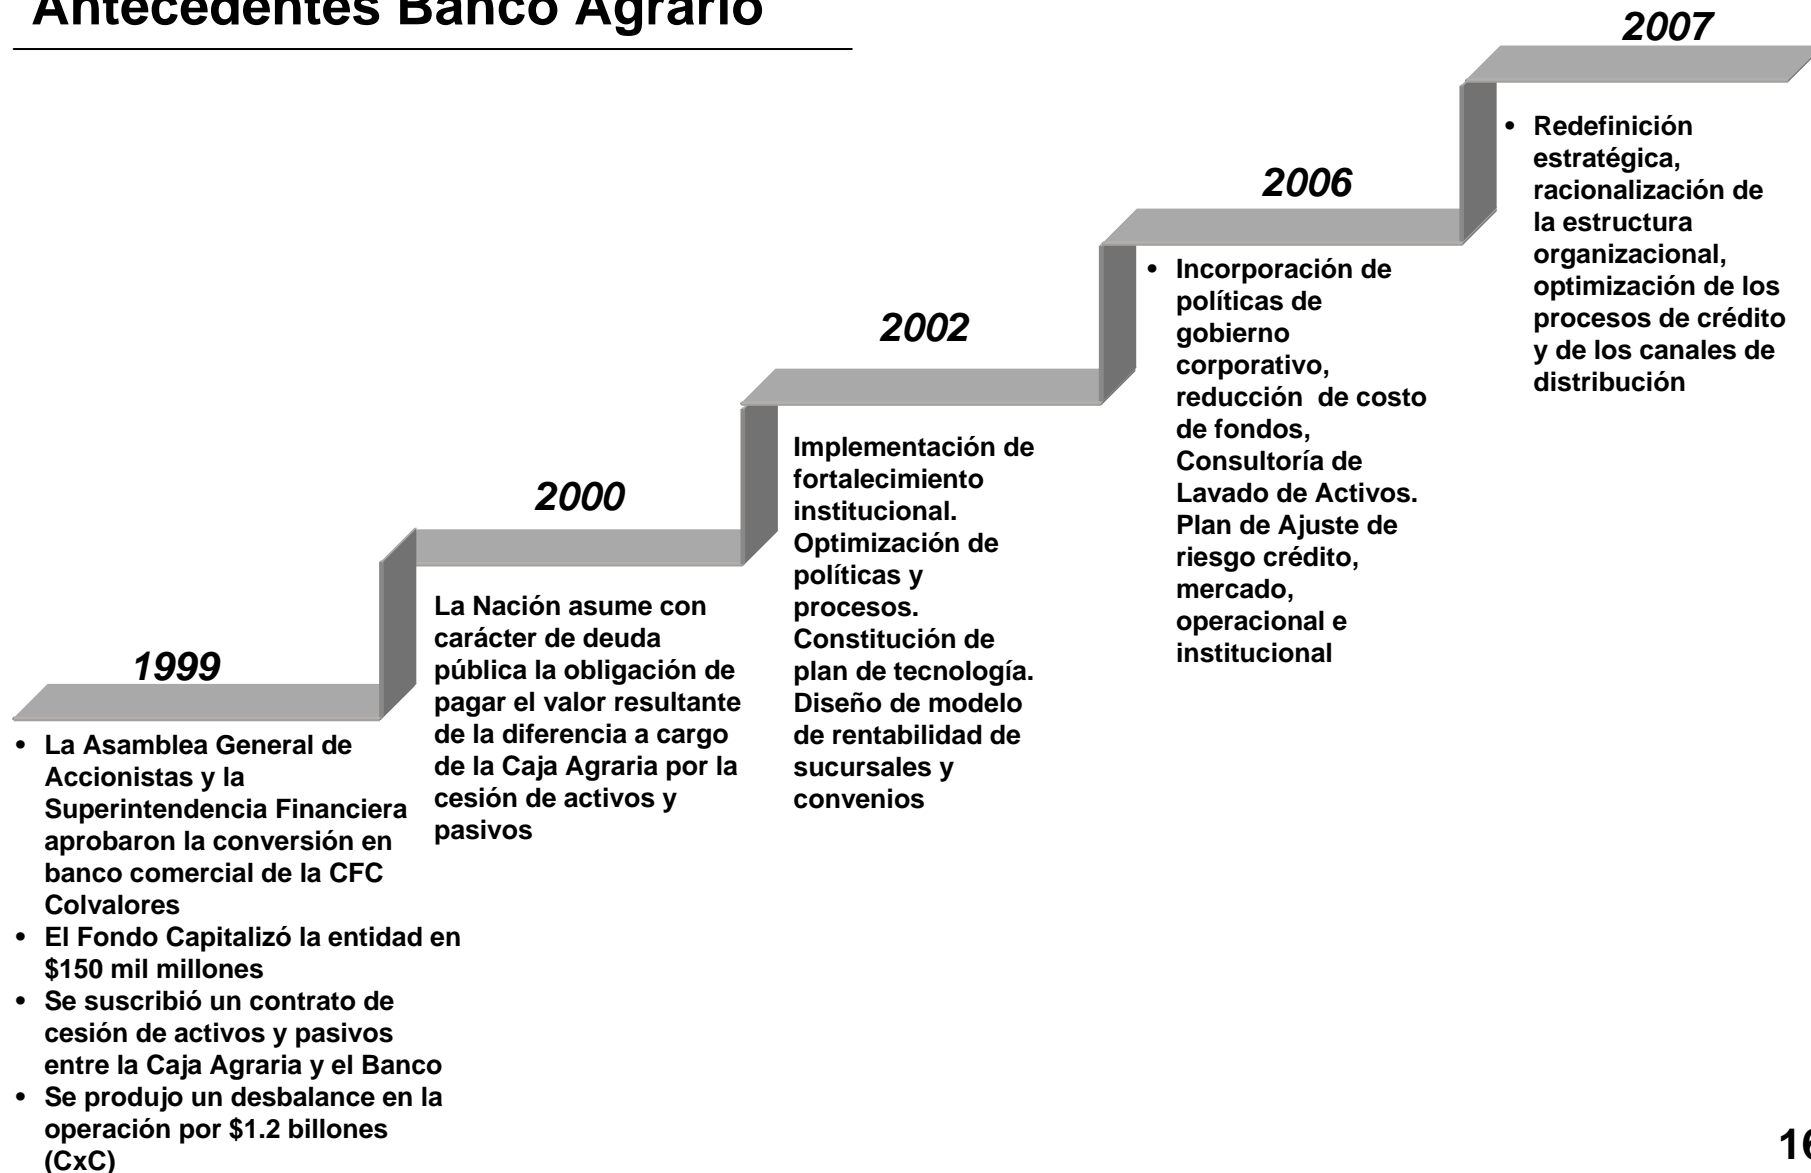 Antecedentes Banco Agrario
1999
• La Asamblea General de
Accionistas y la
Superintendencia Financiera
aprobaron la conversión en
banco comercial de la CFC
Colvalores
• El Fondo Capitalizó la entidad en
$150 mil millones
• Se suscribió un contrato de
cesión de activos y pasivos
entre la Caja Agraria y el Banco
• Se produjo un desbalance en la
operación por $1.2 billones
(CxC)
2000
La Nación asume con
carácter de deuda
pública la obligación de
pagar el valor resultante
de la diferencia a cargo
de la Caja Agraria por la
cesión de activos y
pasivos
2002
Implementación de
fortalecimiento
institucional.
Optimización de
políticas y
procesos.
Constitución de
plan de tecnología.
Diseño de modelo
de rentabilidad de
sucursales y
convenios
2006
• Incorporación de
políticas de
gobierno
corporativo,
reducción  de costo
de fondos,
Consultoría de
Lavado de Activos.
Plan de Ajuste de
riesgo crédito,
mercado,
operacional e
institucional
2007
• Redefinición
estratégica,
racionalización de
la estructura
organizacional,
optimización de los
procesos de crédito
y de los canales de
distribución
16